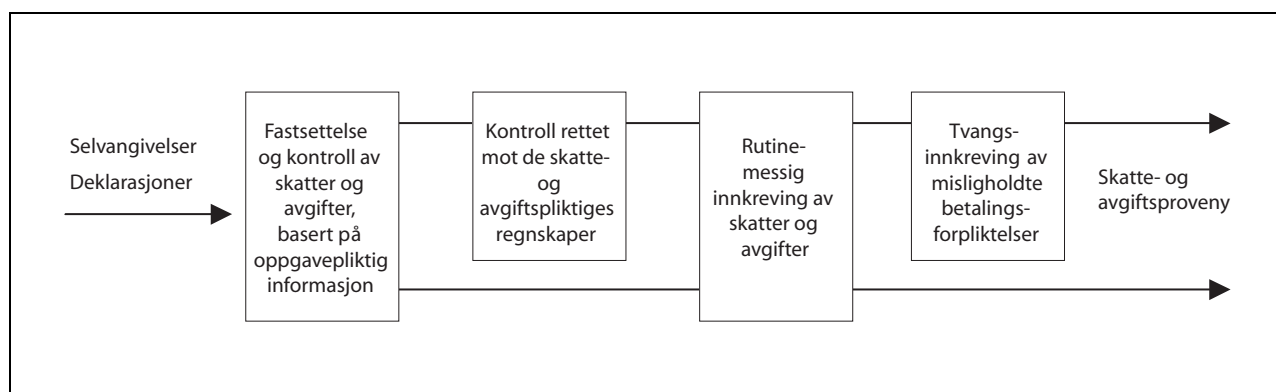 Selvangivelser
Deklarasjoner
Fastsettelse
og kontroll av
skatter og
avgifter,
basert på
oppgavepliktig
informasjon
Kontroll rettet
mot de skatte-
og
avgiftspliktiges
regnskaper
Rutine-
messig
innkreving av
skatter og
avgifter
Tvangs-
innkreving av
misligholdte
betalings-
forpliktelser
Skatte- og
avgiftsproveny